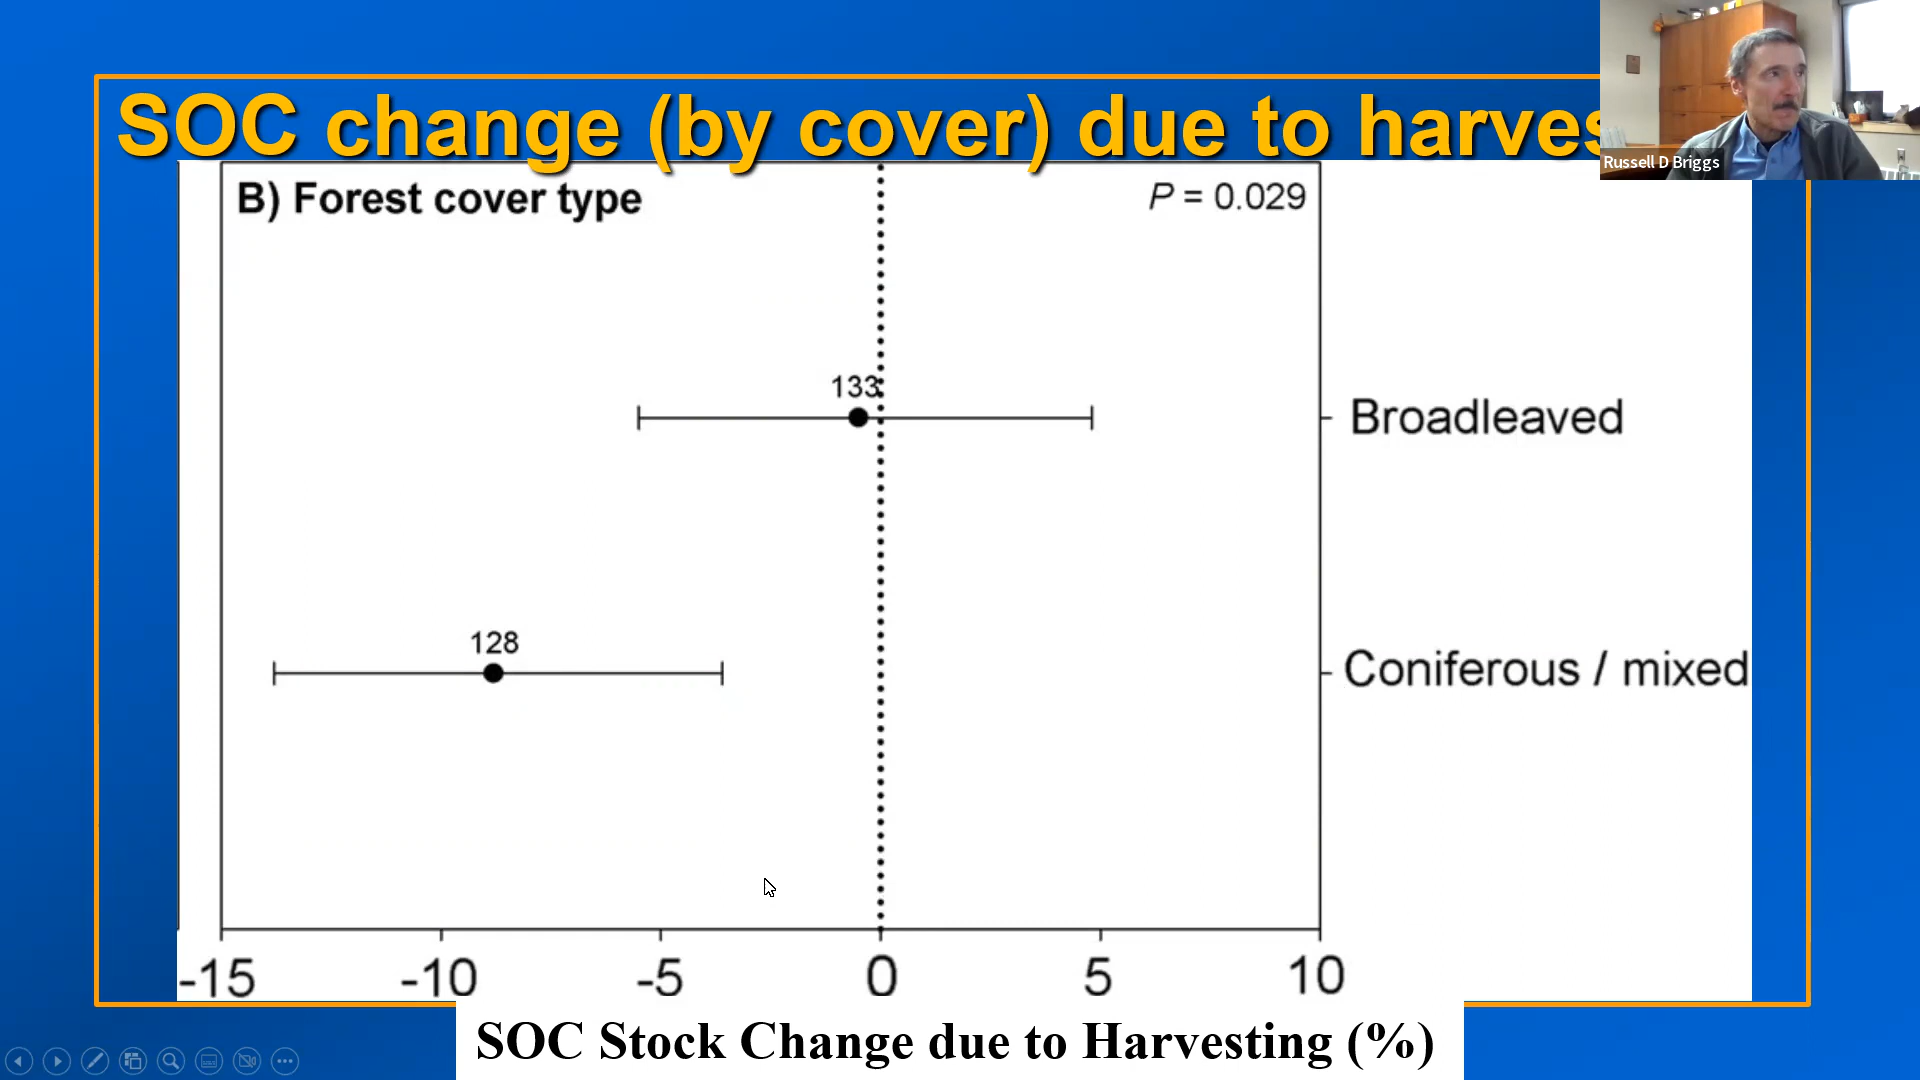 SOC change (by cover) due to harves
Russell D Briggs
B) Forest cover type
P = 0.029
133
Broadleaved
128
Coniferous / mixed
-15 -10 -5 0 5 10
SOC Stock Change due to Harvesting (%)